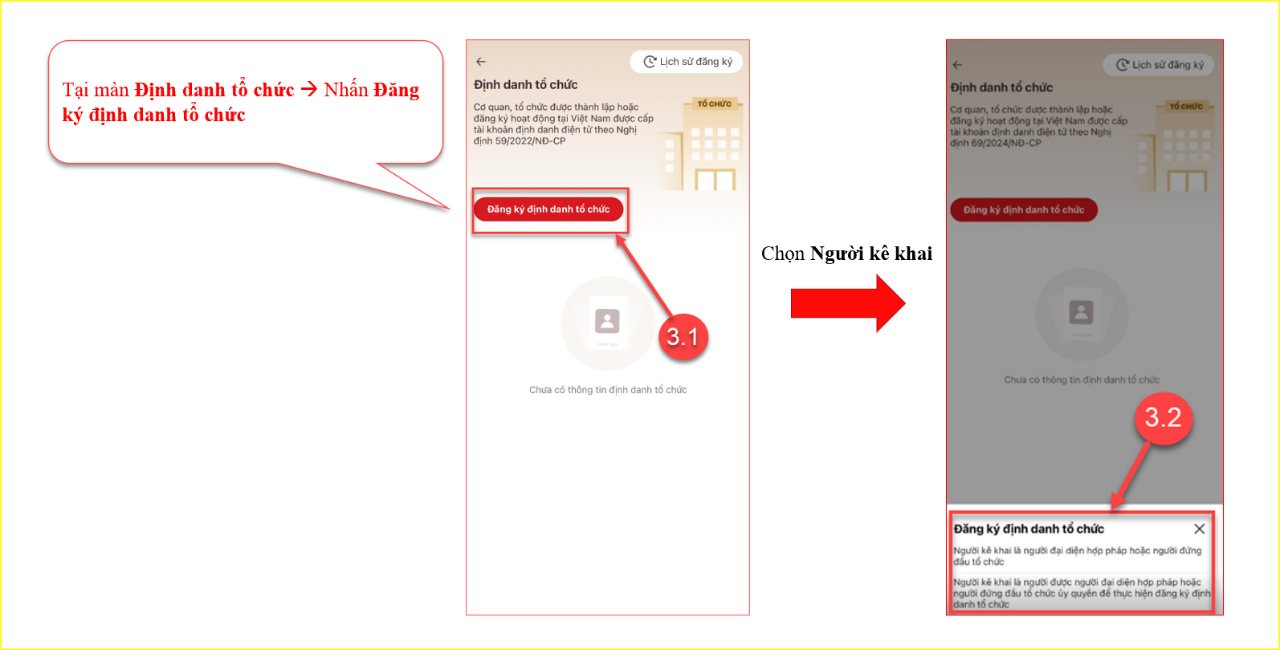 Tại màn Định danh tổ chức → Nhấn Đăng
ký định danh tổ chức
Lịch sử đăng ký
Định danh tổ chức
Cơ quan, tổ chức được thành lập hoặc
đăng ký hoạt động tại Việt Nam được cấp
tài khoản định danh điện tử theo Nghị
định 59/2022/NĐ-CP
TỔ CHỨC
Đăng ký định danh tổ chức
3.1
Chưa có thông tin định danh tổ chức
Chọn Người kê khai
Lịch sử đăng ký
Định danh tổ chức
Cơ quan, tổ chức được thành lập hoặc
đăng ký hoạt động tại Việt Nam được cấp
tài khoản định danh điện tử theo Nghị
định 69/2024/NĐ-CP
TỔ CHỨC
Đăng ký định danh tổ chức
Chưa có thông tin định danh tổ chức
3.2
Đăng ký định danh tổ chức
Người kê khai là người đại diện hợp pháp hoặc người đứng
đầu tổ chức
Người kê khai là người được người đại diện hợp pháp hoặc
người đứng đầu tổ chức ủy quyền để thực hiện đăng ký định
danh tổ chức